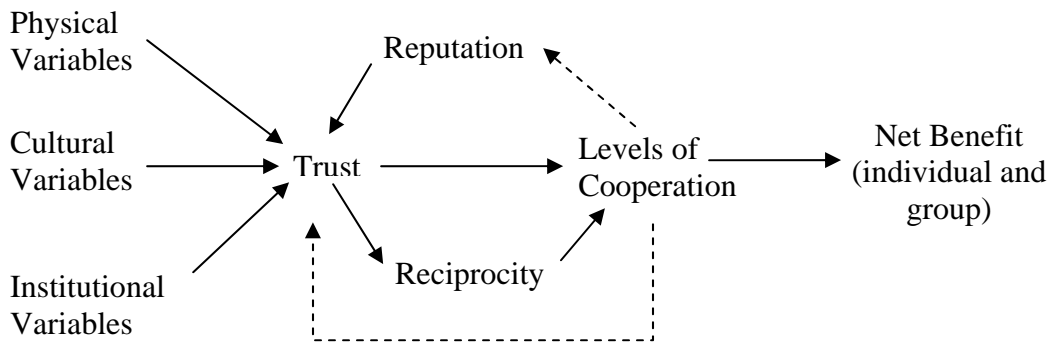 Physical
Variables
Reputation
Cultural
Variables
Trust
Levels of
Cooperation
Net Benefit
(individual and
group)
Reciprocity
Institutional
Variables